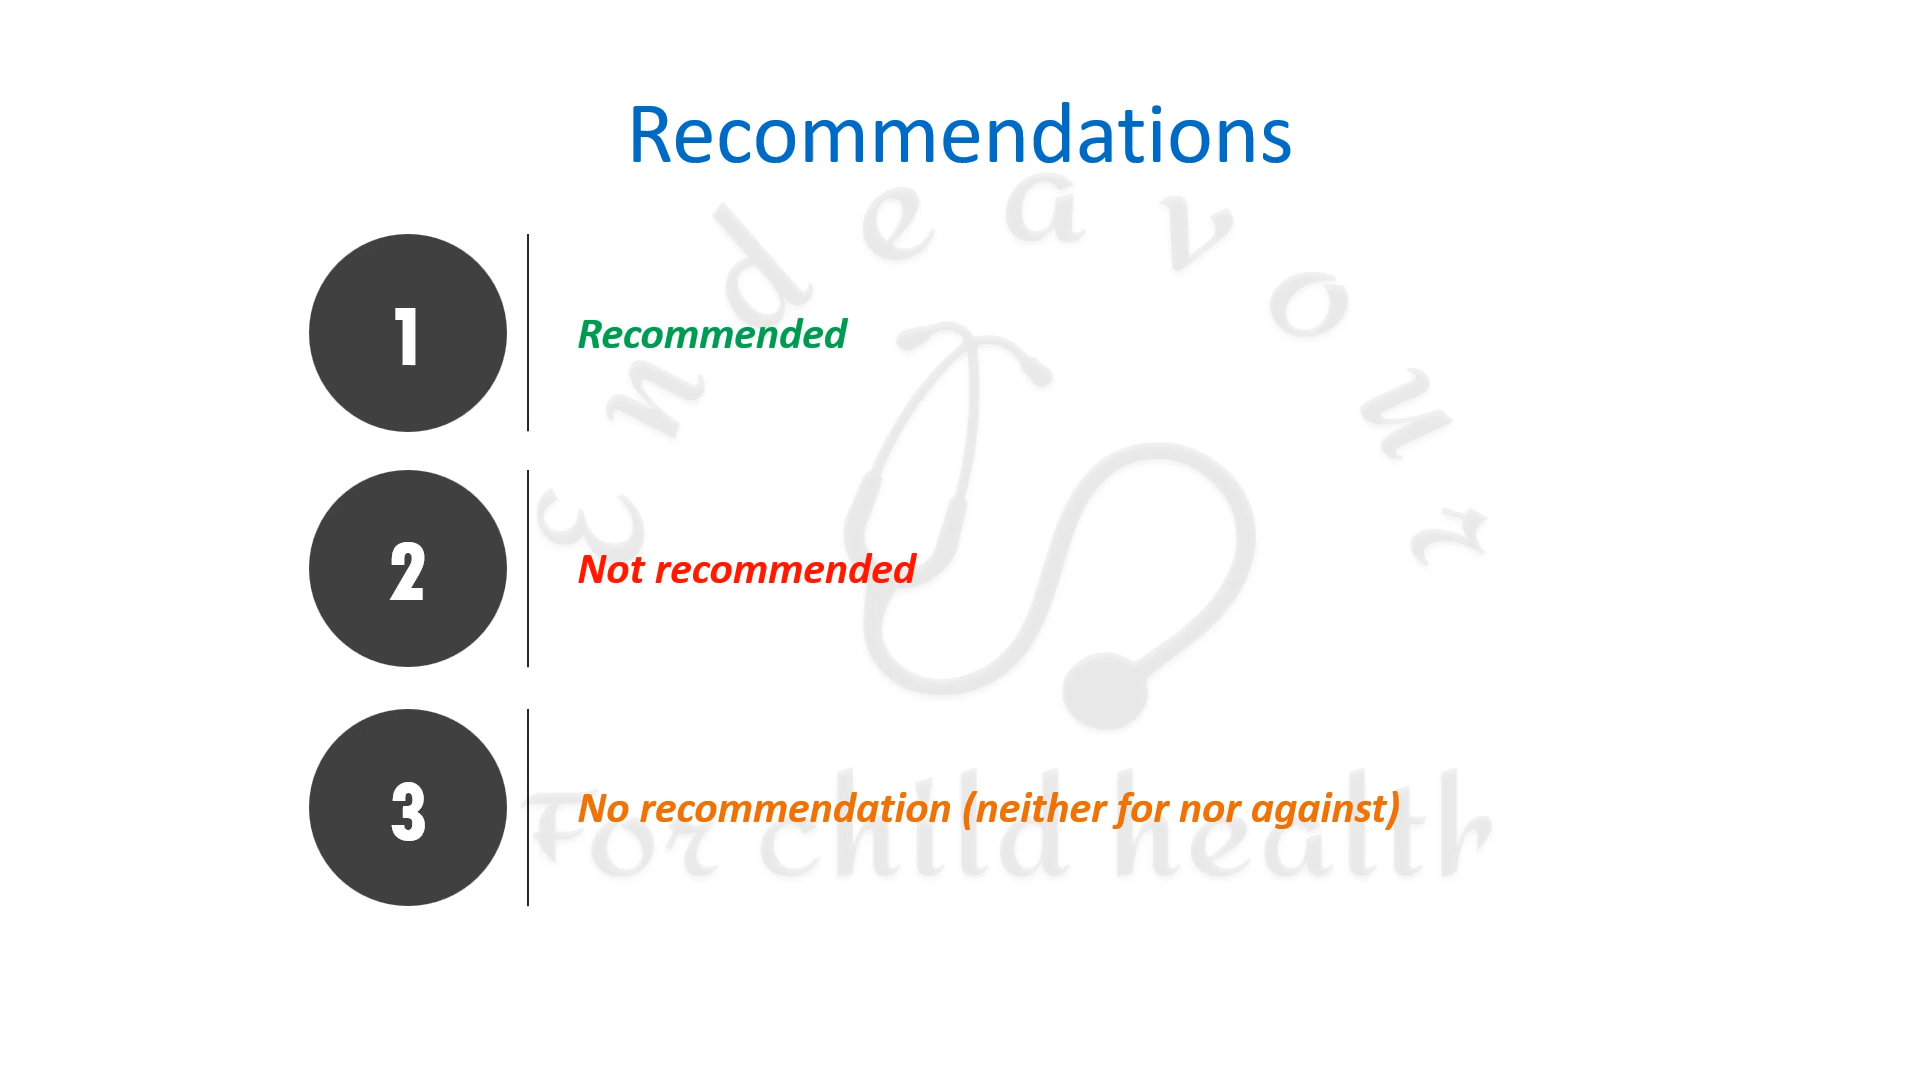 Recommendations
Endeavour
1
Recommended
2
Not recommended
3
No recommendation (neither for nor against)
For child health